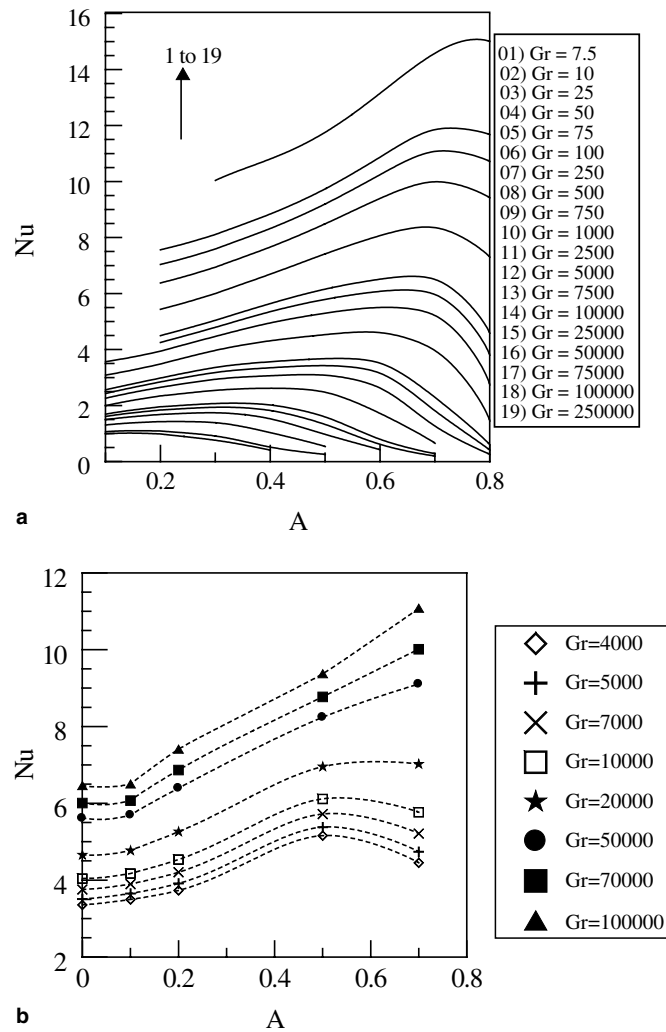 16
14
12
10
8
6
4
2
0
Nu
1 to 19
0.2
0.4
0.6
0.8
A
a
01) Gr = 7.5
02) Gr = 10
03) Gr = 25
04) Gr = 50
05) Gr = 75
06) Gr = 100
07) Gr = 250
08) Gr = 500
09) Gr = 750
10) Gr = 1000
11) Gr = 2500
12) Gr = 5000
13) Gr = 7500
14) Gr = 10000
15) Gr = 25000
16) Gr = 50000
17) Gr = 75000
18) Gr = 100000
19) Gr = 250000
12
10
8
6
4
2
Nu
0
0.2
0.4
0.6
0.8
A
b
Gr=4000
Gr=5000
Gr=7000
Gr=10000
Gr=20000
Gr=50000
Gr=70000
Gr=100000